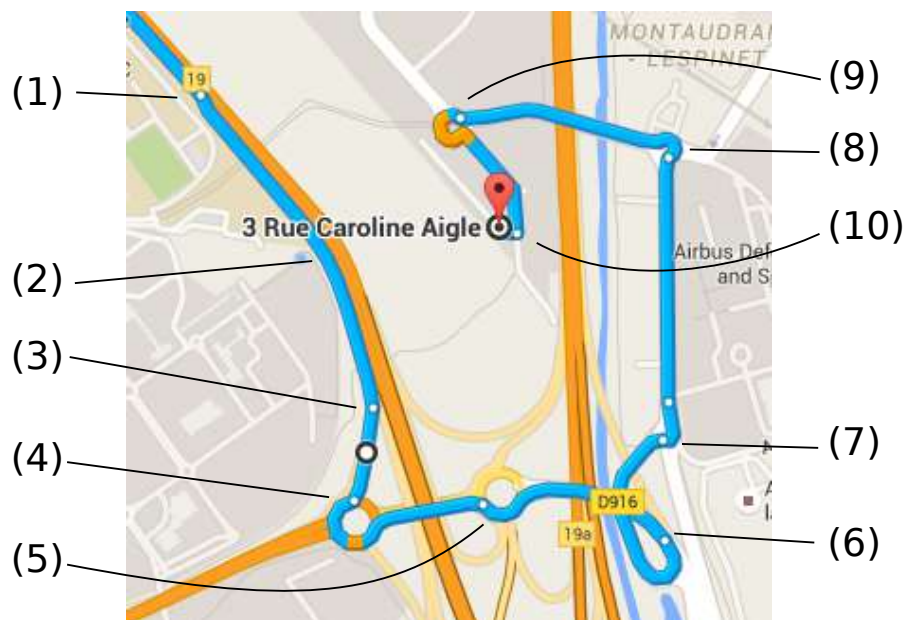 MONTAUDRA
- LESPINET
19
(1)
(9)
(8)
3 Rue Caroline Aigle
(10)
Airbus Def
and S
(2)
(3)
(4)
(7)
D916
19a
(5)
(6)